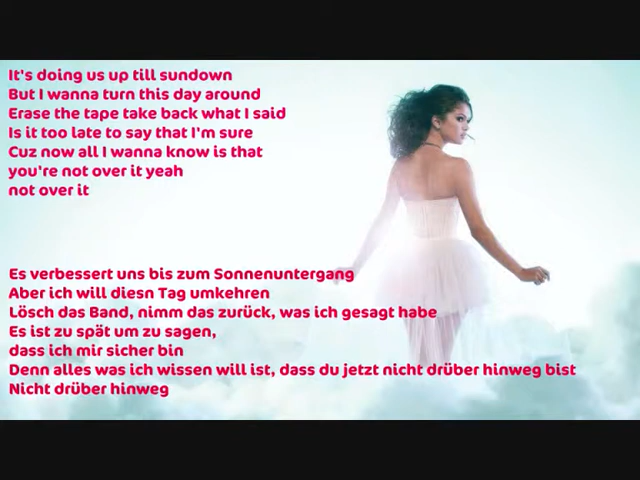 It's doing us up till sundown
But I wanna turn this day around
Erase the tape take back what I said
Is it too late to say that I'm sure
Cuz now all I wanna know is that
you're not over it yeah
not over it
Es verbessert uns bis zum Sonnenuntergang
Aber ich will diesn Tag umkehren
Lösch das Band, nimm das zurück, was ich gesagt habe
Es ist zu spät um zu sagen,
dass ich mir sicher bin
Denn alles was ich wissen will ist, dass du jetzt nicht drüber hinweg bist
Nicht drüber hinweg